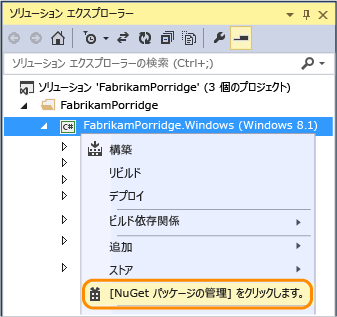 ソリューション エクスプローラー
ソリューション エクスプローラーの検索 (Ctrl+;)
ソリューション 'FabrikamPorridge' (3 個のプロジェクト)
FabrikamPorridge
C#
FabrikamPorridge.Windows (Windows 8.1)
構築
リビルド
デプロイ
ビルド依存関係
追加
ストア
[NuGet パッケージの管理] をクリックします。